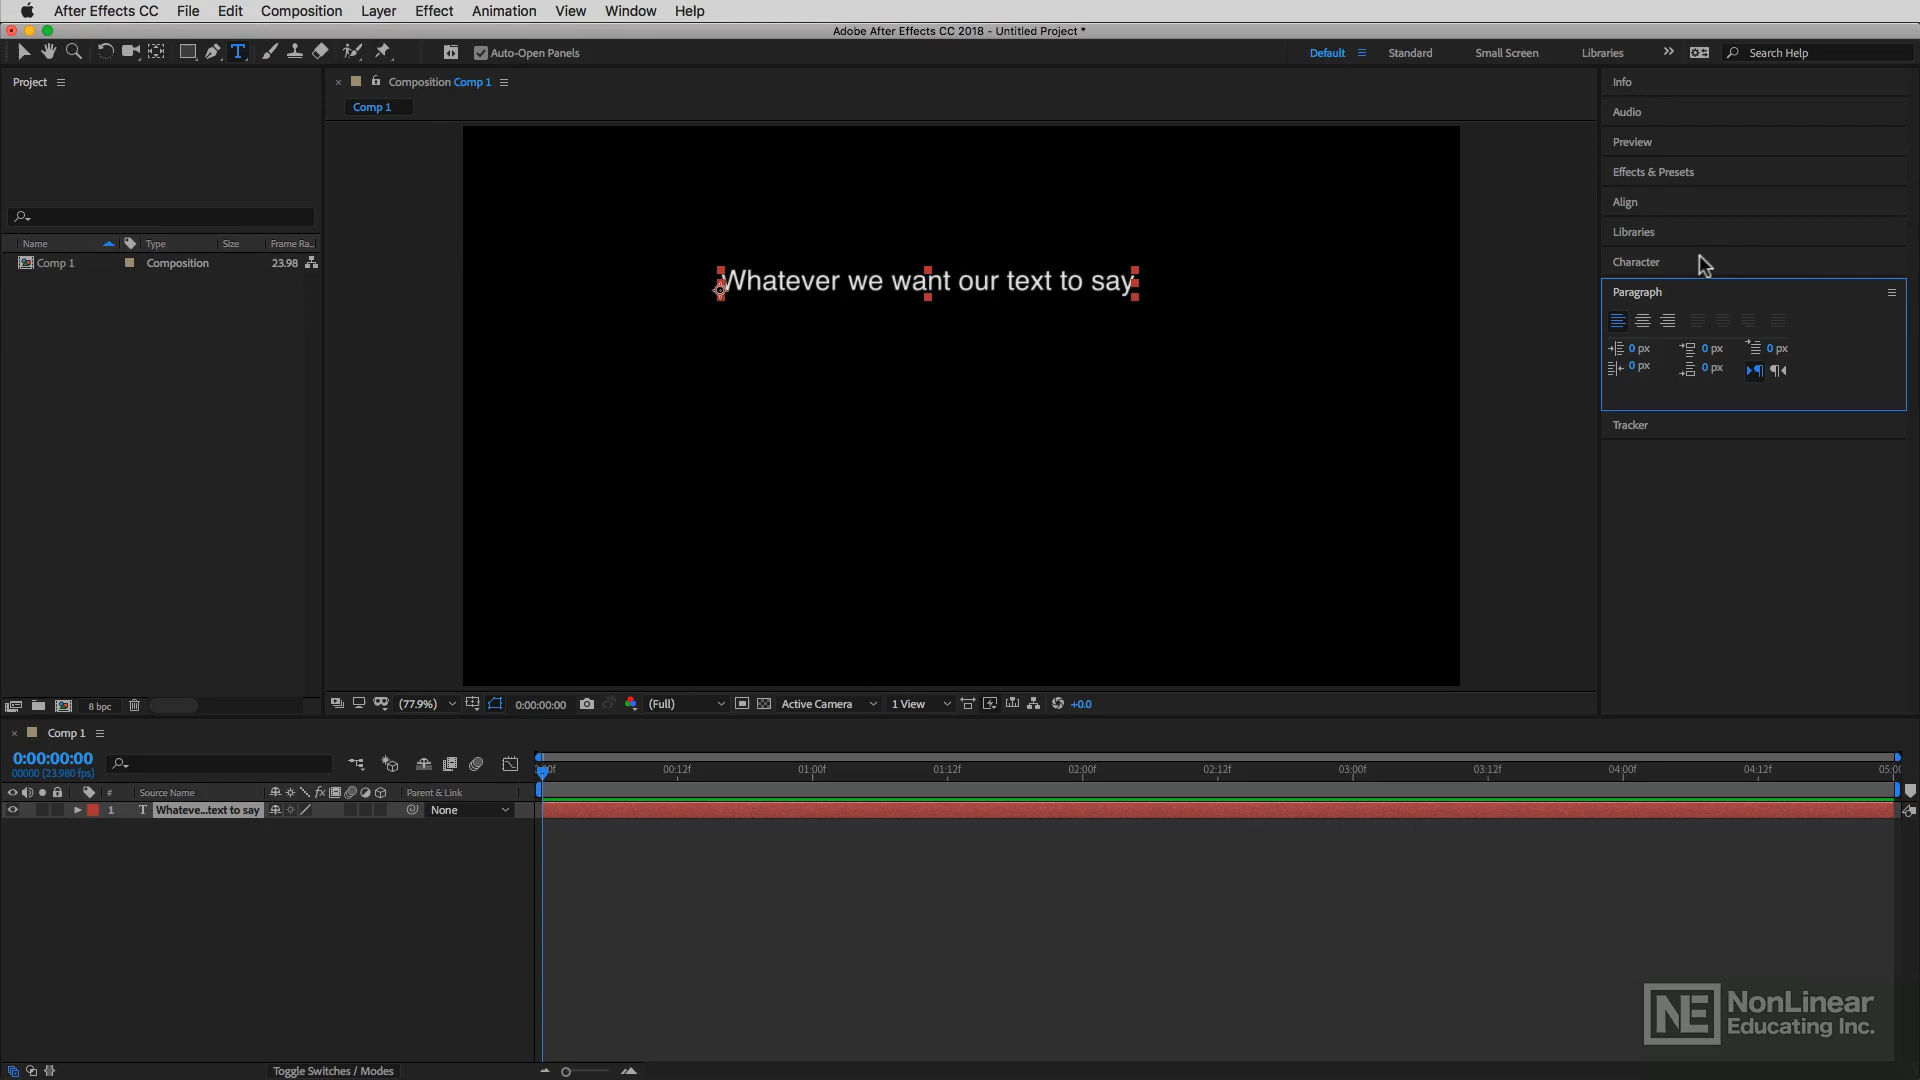 After Effects CC File Edit Composition Layer Effect Animation View Window Help
Adobe After Effects CC 2018 - Untitled Project *
T Auto-Open Panels Default Standard Small Screen Libraries Search Help
Project
Composition Comp 1
Comp 1
Name Type Size Frame Ra...
Comp 1 Composition 23.98
8 bpc
Whatever we want our text to say
(77.9%) 0:00:00:00 (Full) Active Camera 1 View +0.0
Info
Audio
Preview
Effects & Presets
Align
Libraries
Character
Paragraph
0 px 0 px 0 px
0 px 0 px
Tracker
Comp 1
0:00:00:00
00000 (23.980 fps)
00:12f 01:00f 01:12f 02:00f 02:12f 03:00f 03:12f 04:00f 04:12f
# Source Name fx Parent & Link
1 T Whateve...text to say None
NE NonLinear
Educating Inc.
Toggle Switches / Modes